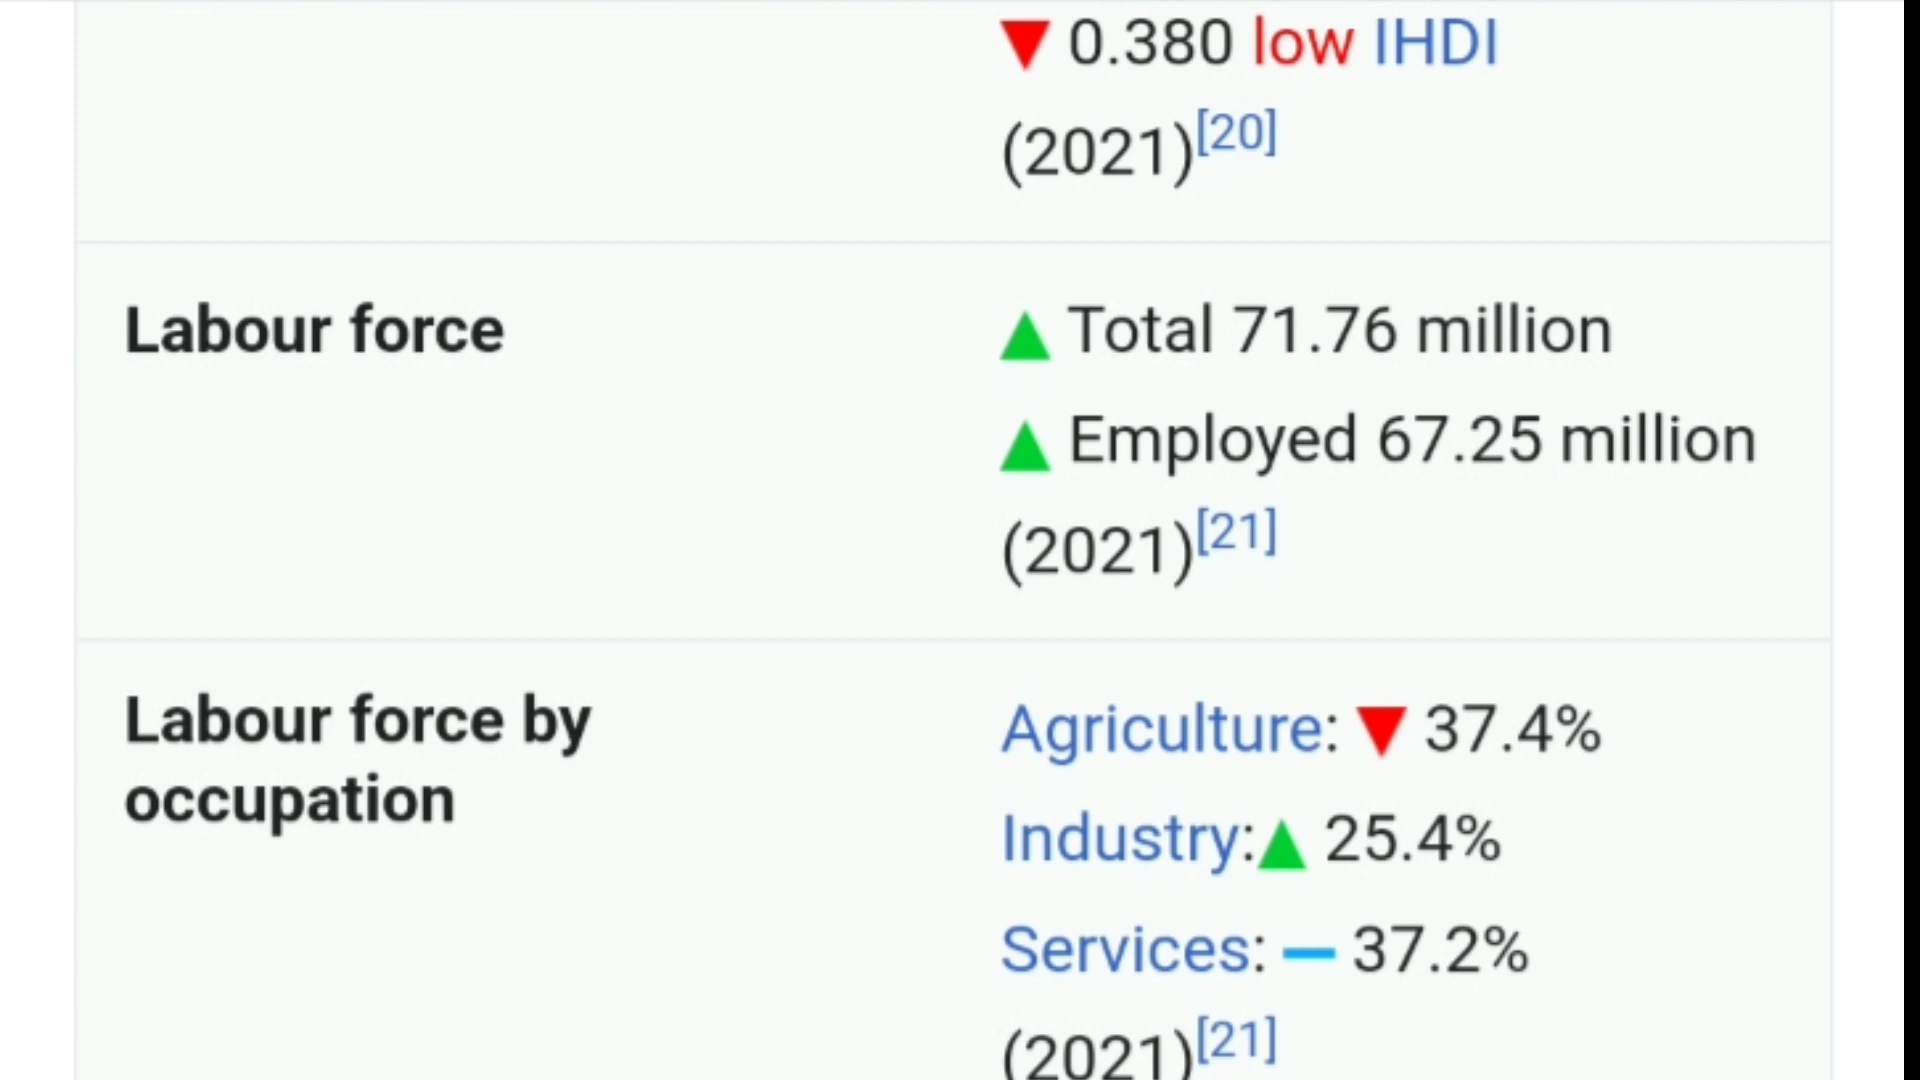 ▼ 0.380 low IHDI
(2021)[20]
Labour force
▲ Total 71.76 million
▲ Employed 67.25 million
(2021)[21]
Labour force by
occupation
Agriculture: ▼ 37.4%
Industry:▲ 25.4%
Services: — 37.2%
(2021)[21]